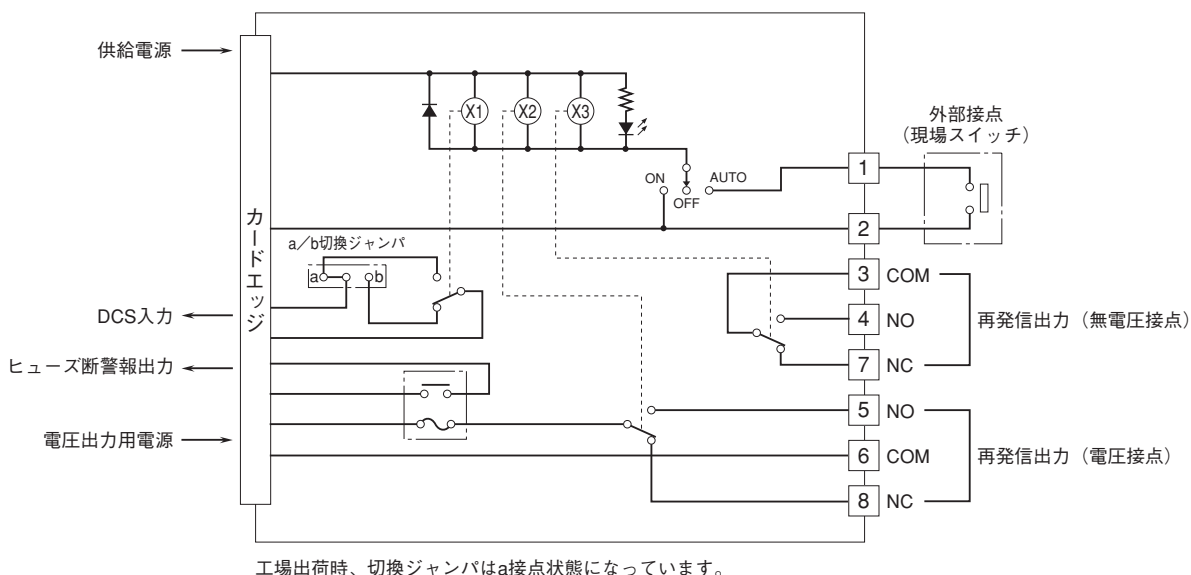 供給電源
X1
X2
X3
外部接点
（現場スイッチ）
ON
OFF
AUTO
1
2
カードエッジ
a／b切換ジャンパ
a
b
DCS入力
ヒューズ断警報出力
電圧出力用電源
3 COM
4 NO
7 NC
再発信出力（無電圧接点）
5 NO
6 COM
8 NC
再発信出力（電圧接点）
工場出荷時、切換ジャンパはa接点状態になっています。